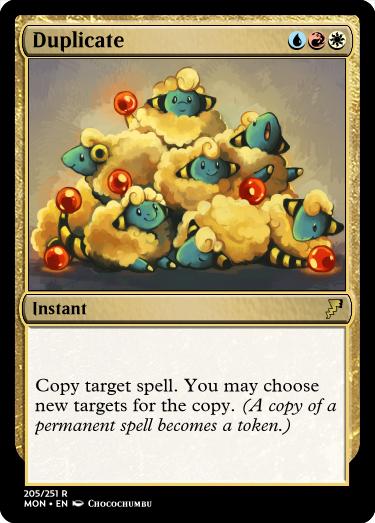 Duplicate
Instant
Copy target spell. You may choose
new targets for the copy. (A copy of a
permanent spell becomes a token.)
205/251 R
MON • EN Chocochumbu